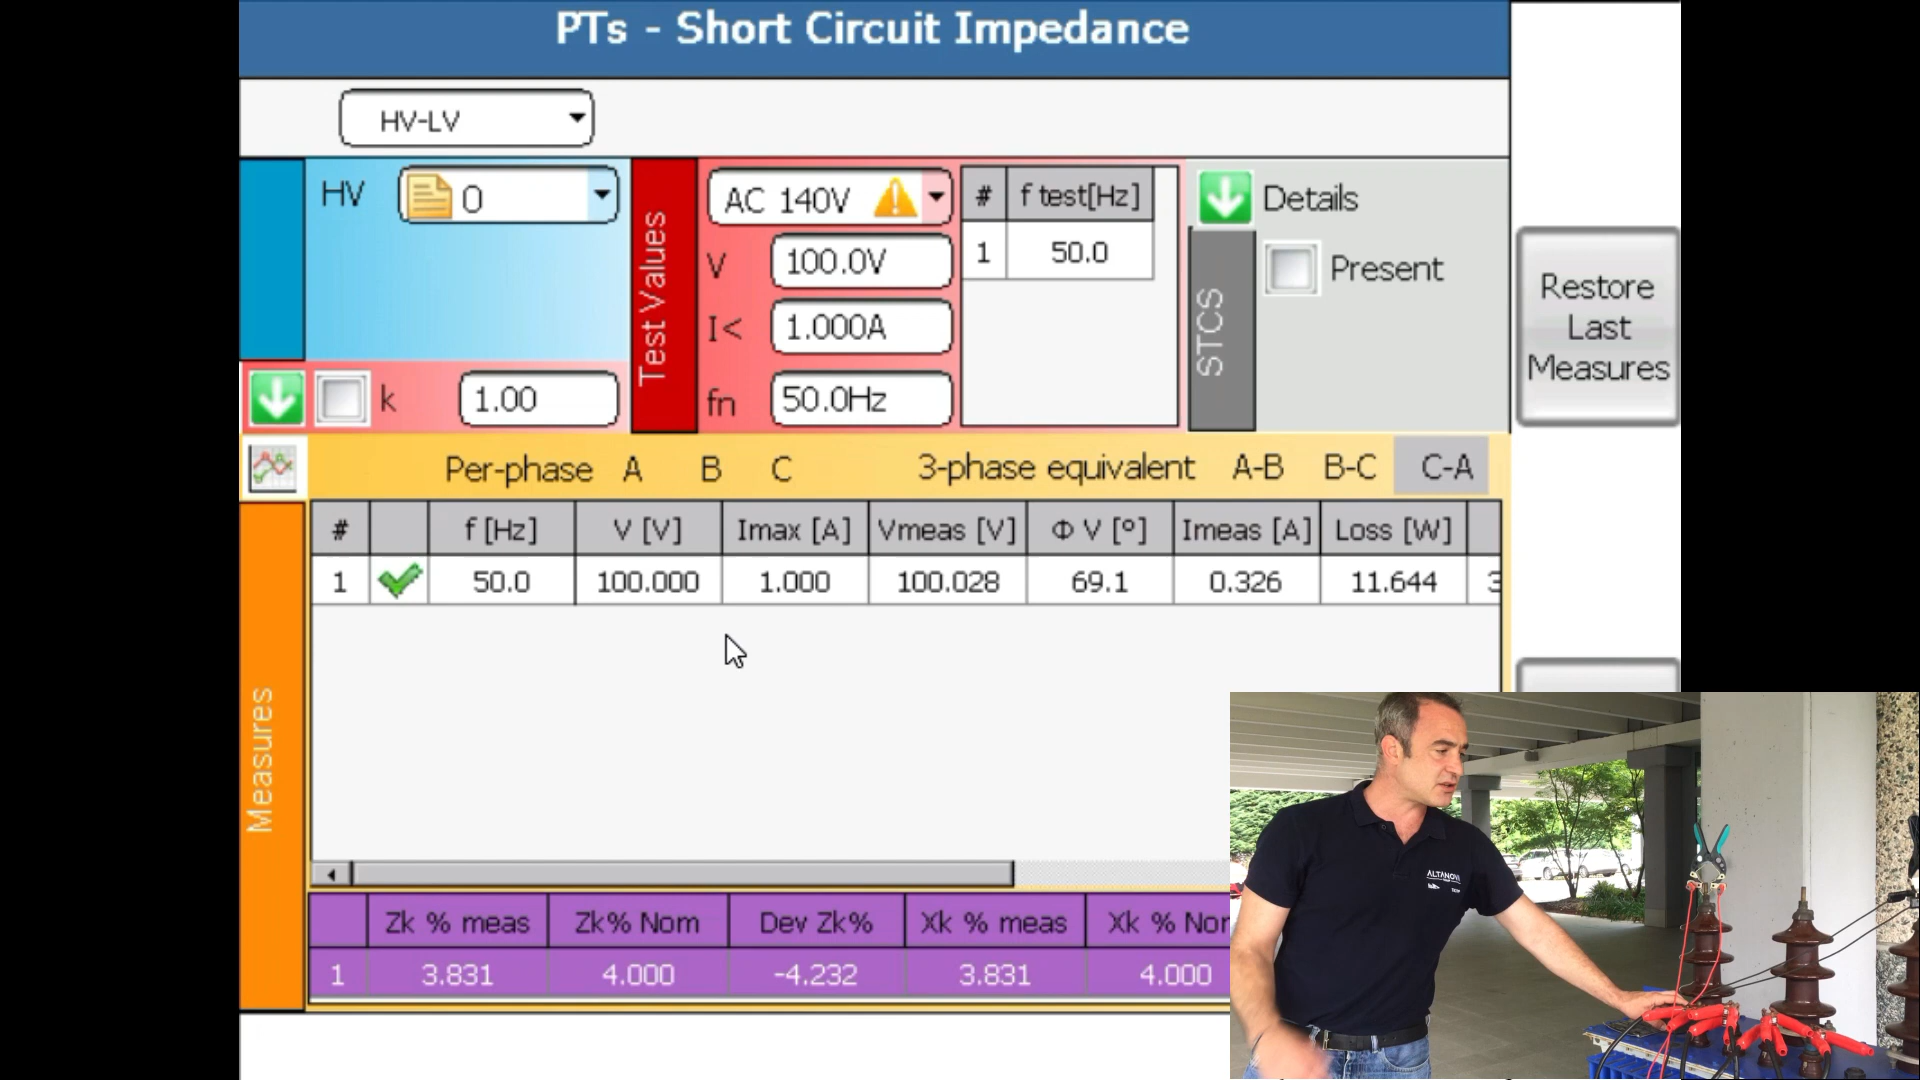 PTs - Short Circuit Impedance
HV-LV
HV 0
k 1.00
Test Values
AC 140V
V 100.0V
I< 1.000A
fn 50.0Hz
# f test[Hz]
1 50.0
Details
STCS
Present
Restore
Last
Measures
Per-phase A B C 3-phase equivalent A-B B-C C-A
Measures
# f [Hz] V [V] Imax [A] Vmeas [V] Φ V [°] Imeas [A] Loss [W]
1 50.0 100.000 1.000 100.028 69.1 0.326 11.644 3
Zk % meas Zk% Nom Dev Zk% Xk % meas Xk % Nor
1 3.831 4.000 -4.232 3.831 4.000